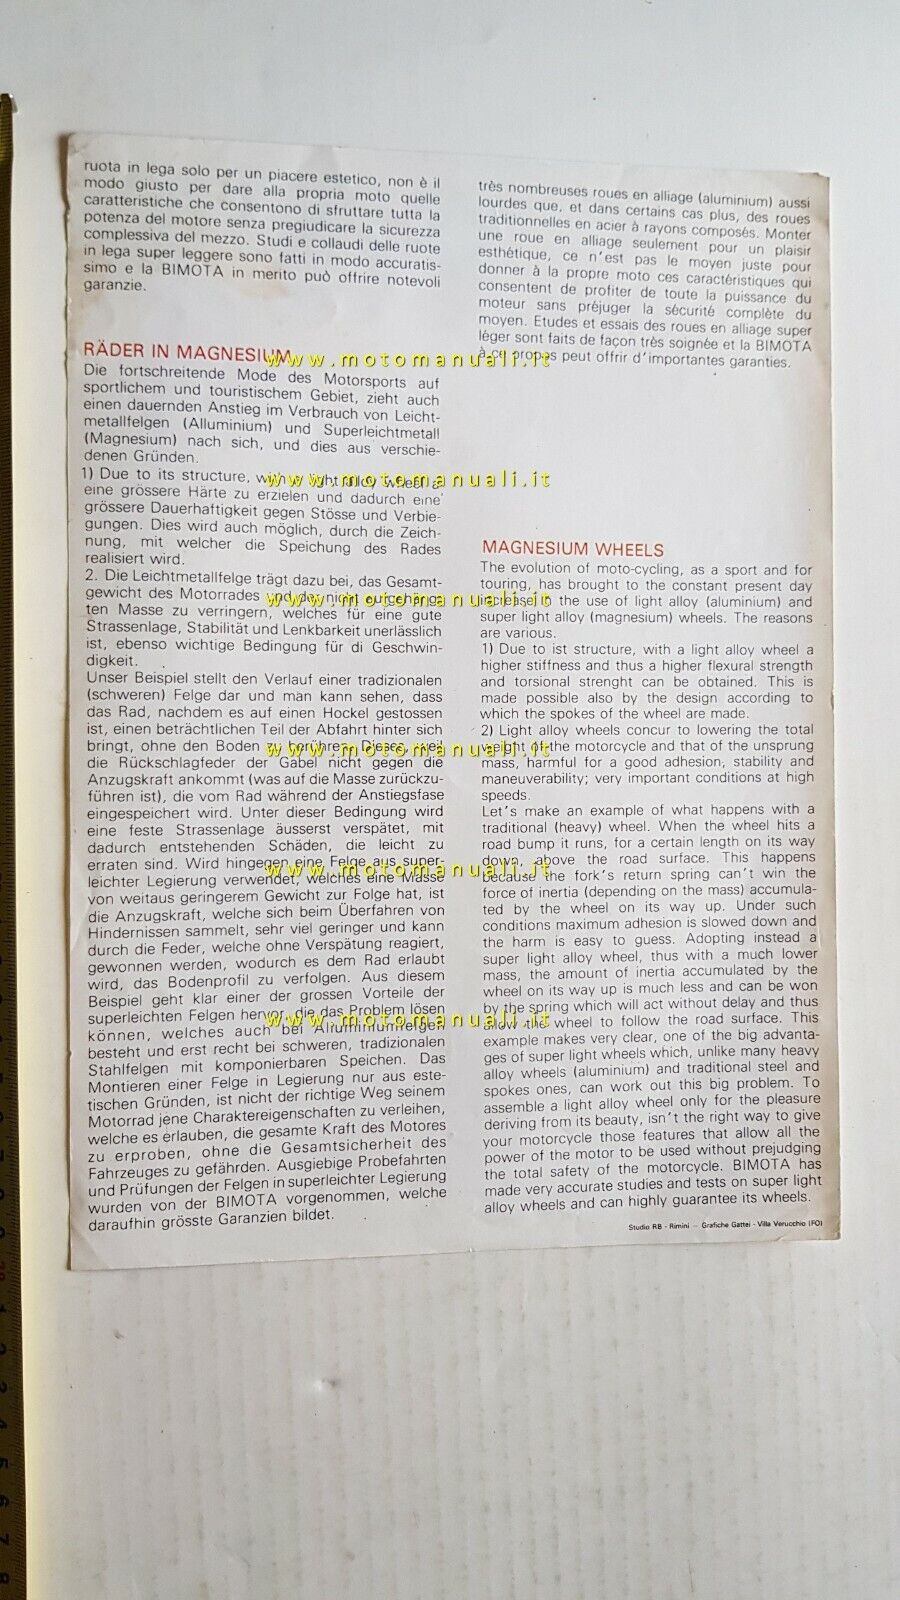 ruota in lega solo per un piacere estetico, non è il
modo giusto per dare alla propria moto quelle
caratteristiche che consentono di sfruttare tutta la
potenza del motore senza pregiudicare la sicurezza
complessiva del mezzo. Studi e collaudi delle ruote
in lega super leggere sono fatti in modo accuratis-
simo e la BIMOTA in merito può offrire notevoli
garanzie.
RÄDER IN MAGNESIUM
Die fortschreitende Mode des Motorsports auf
sportlichem und touristischem Gebiet, zieht auch
einen dauernden Anstieg im Verbrauch von Leicht-
metallfelgen (Alluminium) und Superleichtmetall
(Magnesium) nach sich, und dies aus verschie-
denen Gründen.
1) Due to its structure, with a light alloy wheel a
eine grössere Härte zu erzielen und dadurch eine
grössere Dauerhaftigkeit gegen Stösse und Verbie-
gungen. Dies wird auch möglich, durch die Zeich-
nung, mit welcher die Speichung des Rades
realisiert wird.
2. Die Leichtmetallfelge trägt dazu bei, das Gesamt-
gewicht des Motorrades und der nicht aufgehäng-
ten Masse zu verringern, welches für eine gute
Strassenlage, Stabilität und Lenkbarkeit unerlässlich
ist, ebenso wichtige Bedingung für di Geschwin-
digkeit.
Unser Beispiel stellt den Verlauf einer tradizionalen
(schweren) Felge dar und man kann sehen, dass
das Rad, nachdem es auf einen Hockel gestossen
ist, einen beträchtlichen Teil der Abfahrt hinter sich
bringt, ohne den Boden zu berühren. Dieses, weil
die Rückschlagfeder der Gabel nicht gegen die
Anzugskraft ankommt (was auf die Masse zurückzu-
führen ist), die vom Rad während der Anstiegsfase
eingespeichert wird. Unter dieser Bedingung wird
eine feste Strassenlage äusserst verspätet, mit
dadurch entstehenden Schäden, die leicht zu
erraten sind. Wird hingegen eine Felge aus super-
leichter Legierung verwendet, welches eine Masse
von weitaus geringerem Gewicht zur Folge hat, ist
die Anzugskraft, welche sich beim Überfahren von
Hindernissen sammelt, sehr viel geringer und kann
durch die Feder, welche ohne Verspätung reagiert,
gewonnen werden, wodurch es dem Rad erlaubt
wird, das Bodenprofil zu verfolgen. Aus diesem
Beispiel geht klar einer der grossen Vorteile der
superleichten Felgen hervor, die das Problem lösen
können, welches auch bei Alluminiumfelgen
besteht und erst recht bei schweren, tradizionalen
Stahlfelgen mit komponierbaren Speichen. Das
Montieren einer Felge in Legierung nur aus este-
tischen Gründen, ist nicht der richtige Weg seinem
Motorrad jene Charaktereigenschaften zu verleihen,
welche es erlauben, die gesamte Kraft des Motores
zu erproben, ohne die Gesamtsicherheit des
Fahrzeuges zu gefährden. Ausgiebige Probefahrten
und Prüfungen der Felgen in superleichter Legierung
wurden von der BIMOTA vorgenommen, welche
daraufhin grösste Garanzien bildet.
très nombreuses roues en alliage (aluminium) aussi
lourdes que, et dans certains cas plus, des roues
traditionnelles en acier à rayons composés. Monter
une roue en alliage seulement pour un plaisir
esthétique, ce n'est pas le moyen juste pour
donner à la propre moto ces caractéristiques qui
consentent de profiter de toute la puissance du
moteur sans préjuger la sécurité complète du
moyen. Etudes et essais des roues en alliage super
léger sont faits de façon très soignée et la BIMOTA
à ce propos peut offrir d'importantes garanties.
MAGNESIUM WHEELS
The evolution of moto-cycling, as a sport and for
touring, has brought to the constant present day
increase in the use of light alloy (aluminium) and
super light alloy (magnesium) wheels. The reasons
are various.
1) Due to ist structure, with a light alloy wheel a
higher stiffness and thus a higher flexural strength
and torsional strenght can be obtained. This is
made possible also by the design according to
which the spokes of the wheel are made.
2) Light alloy wheels concur to lowering the total
weight of the motorcycle and that of the unsprung
mass, harmful for a good adhesion, stability and
maneuverability; very important conditions at high
speeds.
Let's make an example of what happens with a
traditional (heavy) wheel. When the wheel hits a
road bump it runs, for a certain length on its way
down, above the road surface. This happens
because the fork's return spring can't win the
force of inertia (depending on the mass) accumula-
ted by the wheel on its way up. Under such
conditions maximum adhesion is slowed down and
the harm is easy to guess. Adopting instead a
super light alloy wheel, thus with a much lower
mass, the amount of inertia accumulated by the
wheel on its way up is much less and can be won
by the spring which will act without delay and thus
allow the wheel to follow the road surface. This
example makes very clear, one of the big advanta-
ges of super light wheels which, unlike many heavy
alloy wheels (aluminium) and traditional steel and
spokes ones, can work out this big problem. To
assemble a light alloy wheel only for the pleasure
deriving from its beauty, isn't the right way to give
your motorcycle those features that allow all the
power of the motor to be used without prejudging
the total safety of the motorcycle. BIMOTA has
made very accurate studies and tests on super light
alloy wheels and can highly guarantee its wheels.
Studio RB - Rimini - Grafiche Gattei - Villa Verucchio (FO)
www.motomanuali.it
www.motomanuali.it
www.motomanuali.it
www.motomanuali.it
www.motomanuali.it
www.motomanuali.it